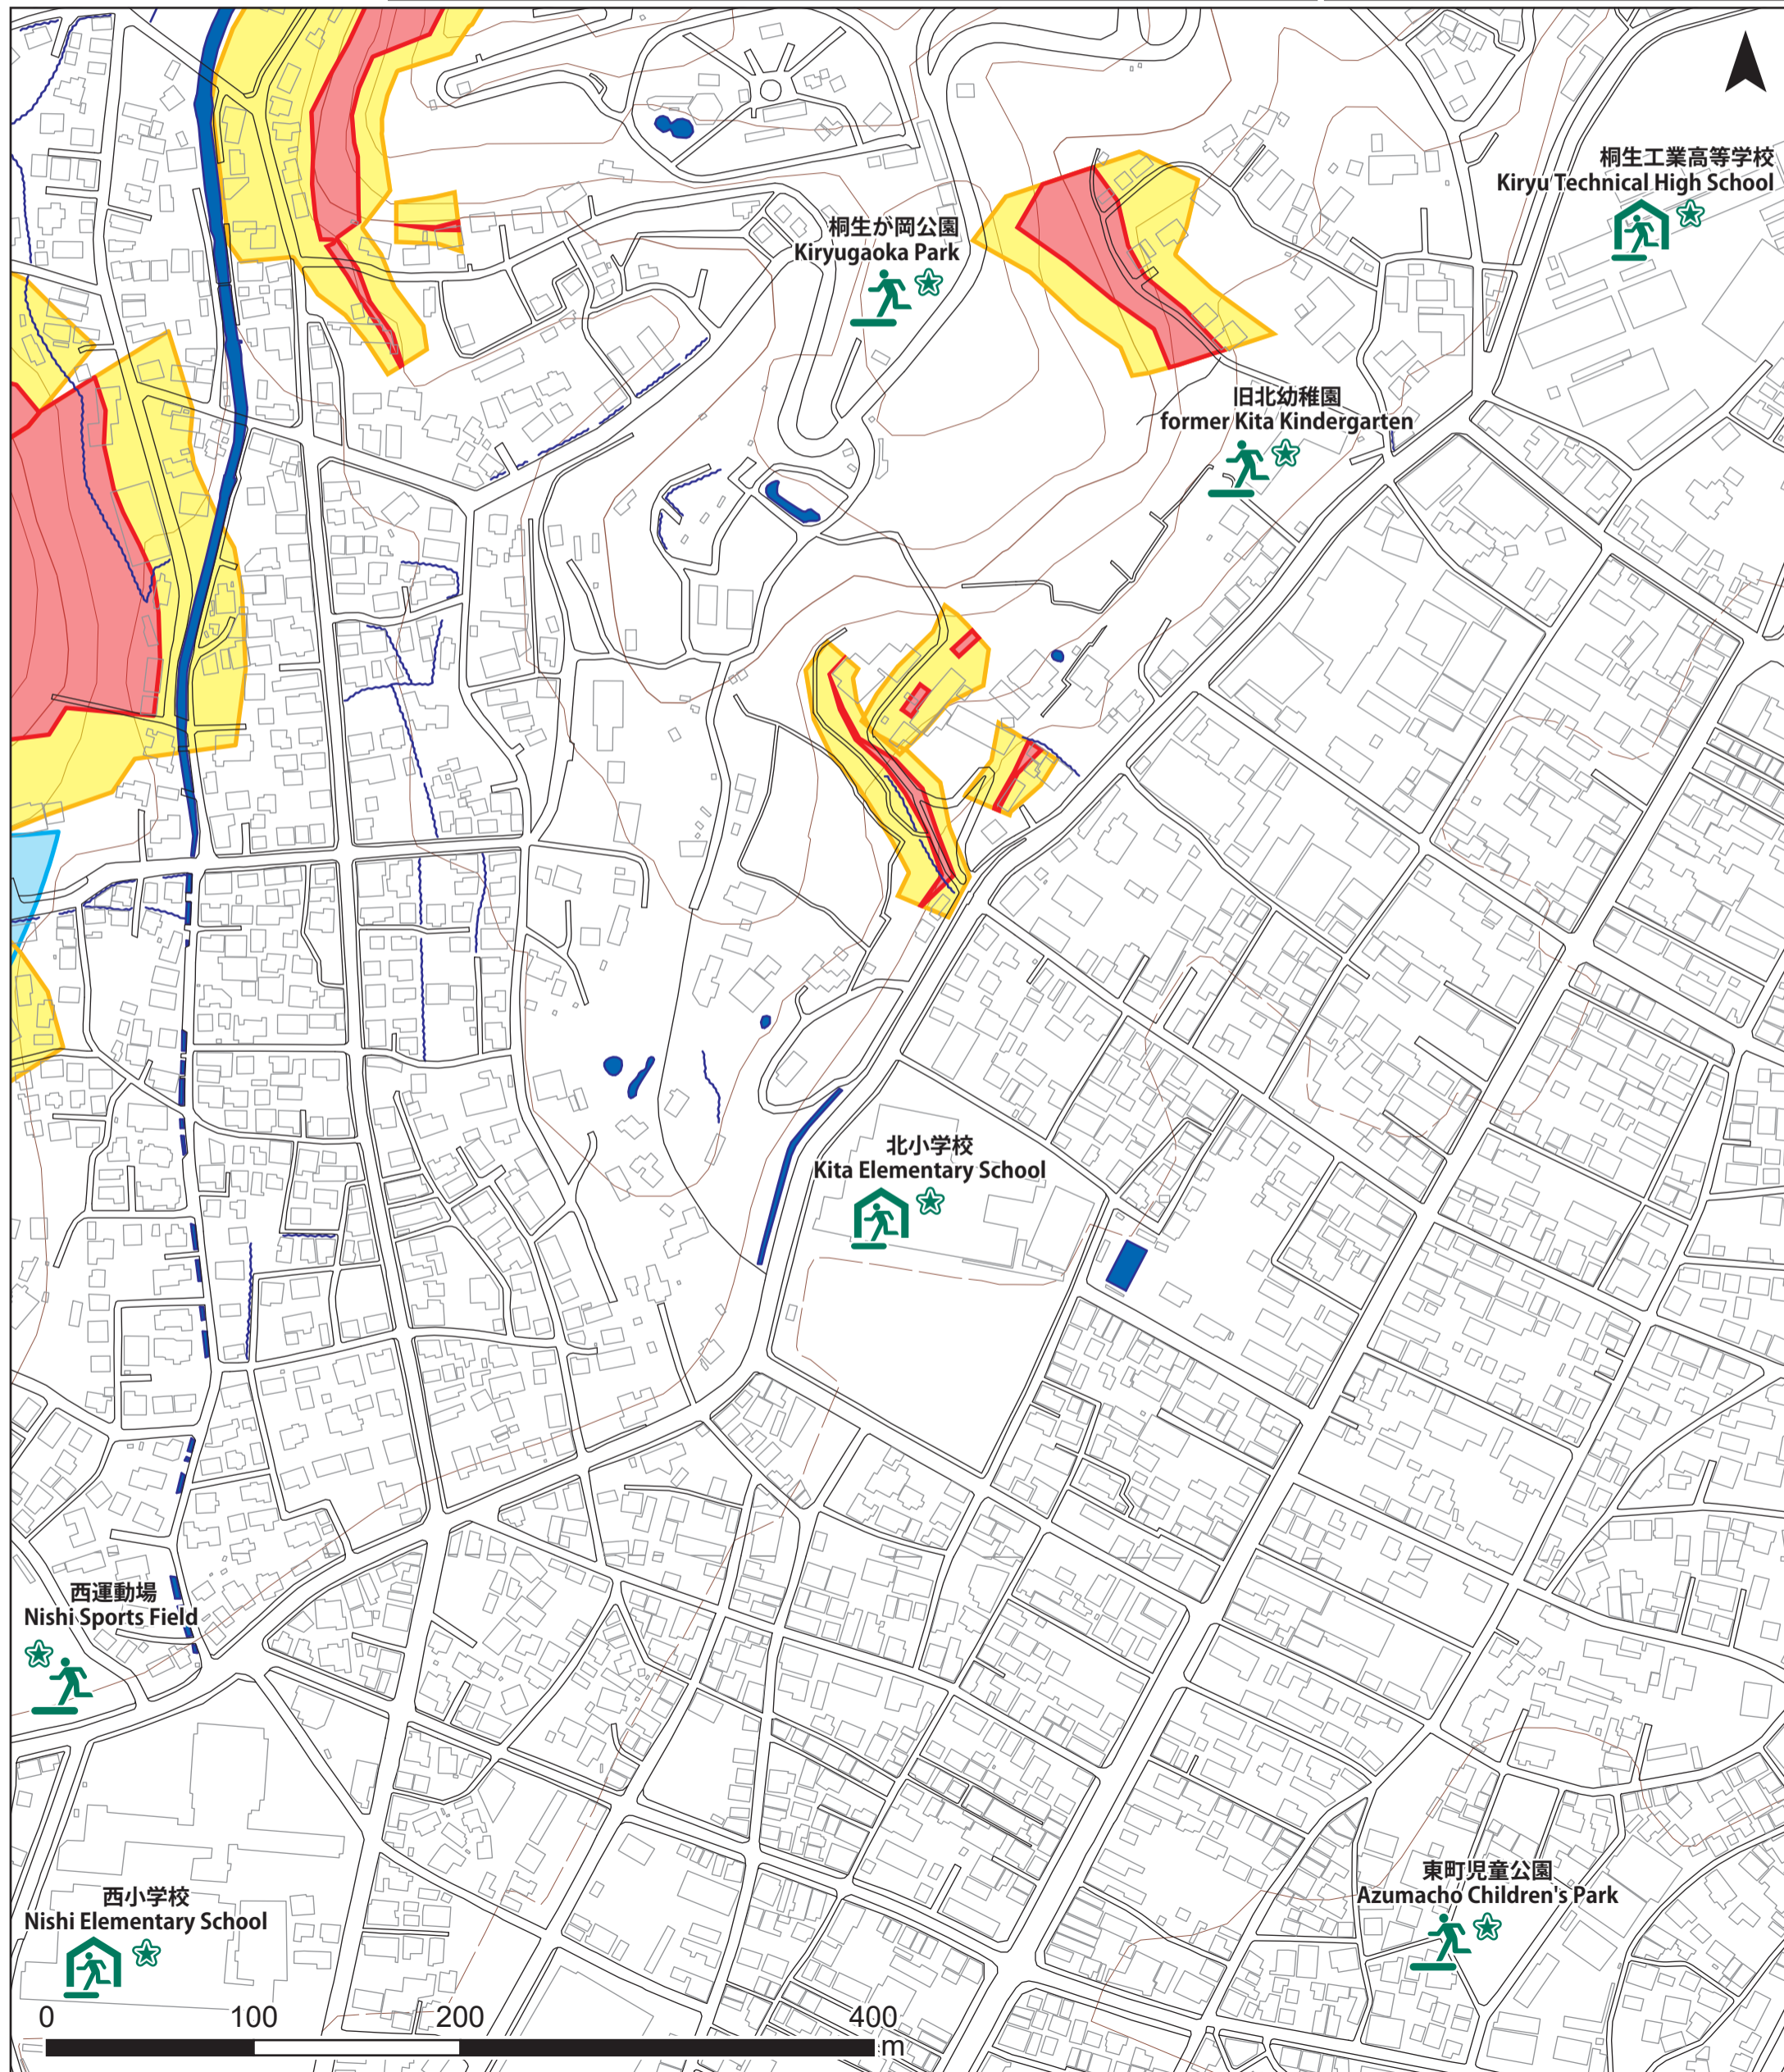 桐生工業高等学校
Kiryu Technical High School
桐生が岡公園
Kiryugaoka Park
旧北幼稚園
former Kita Kindergarten
北小学校
Kita Elementary School
西運動場
Nishi Sports Field
東町児童公園
Azumacho Children's Park
西小学校
Nishi Elementary School
0 100 200 400
m